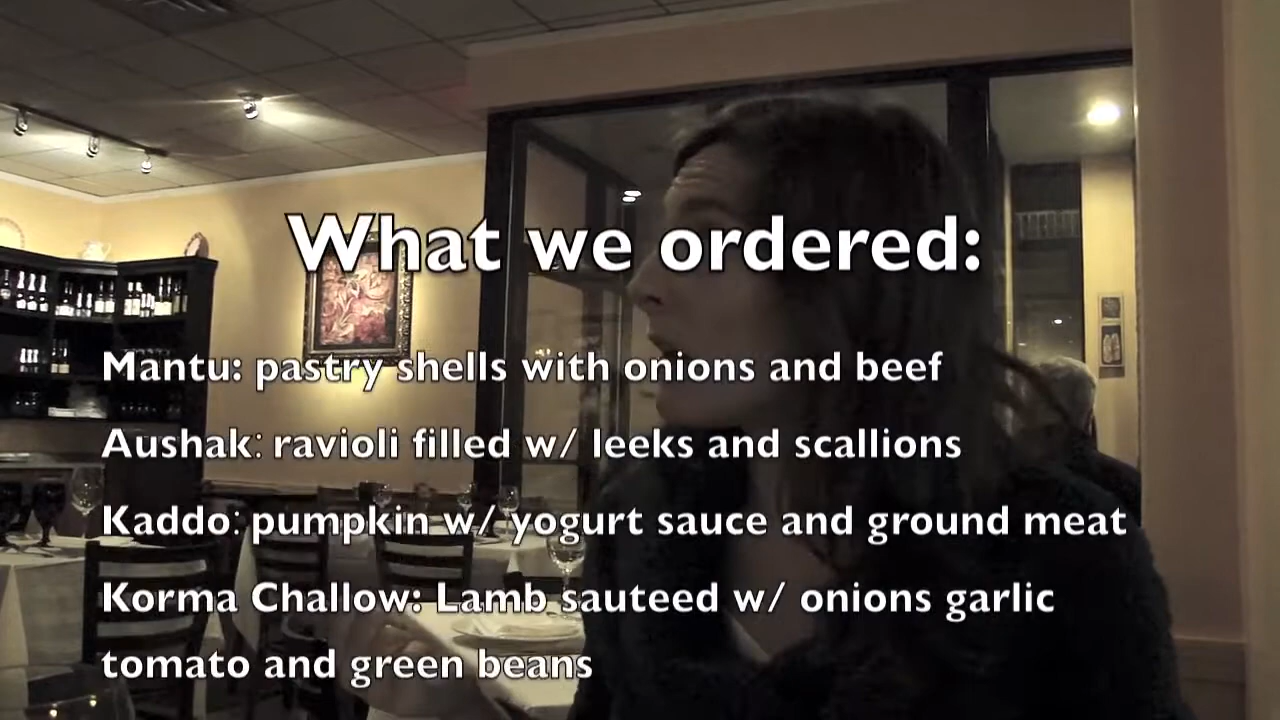 What we ordered:
Mantu: pastry shells with onions and beef
Aushak: ravioli filled w/ leeks and scallions
Kaddo: pumpkin w/ yogurt sauce and ground meat
Korma Challow: Lamb sauteed w/ onions garlic
tomato and green beans